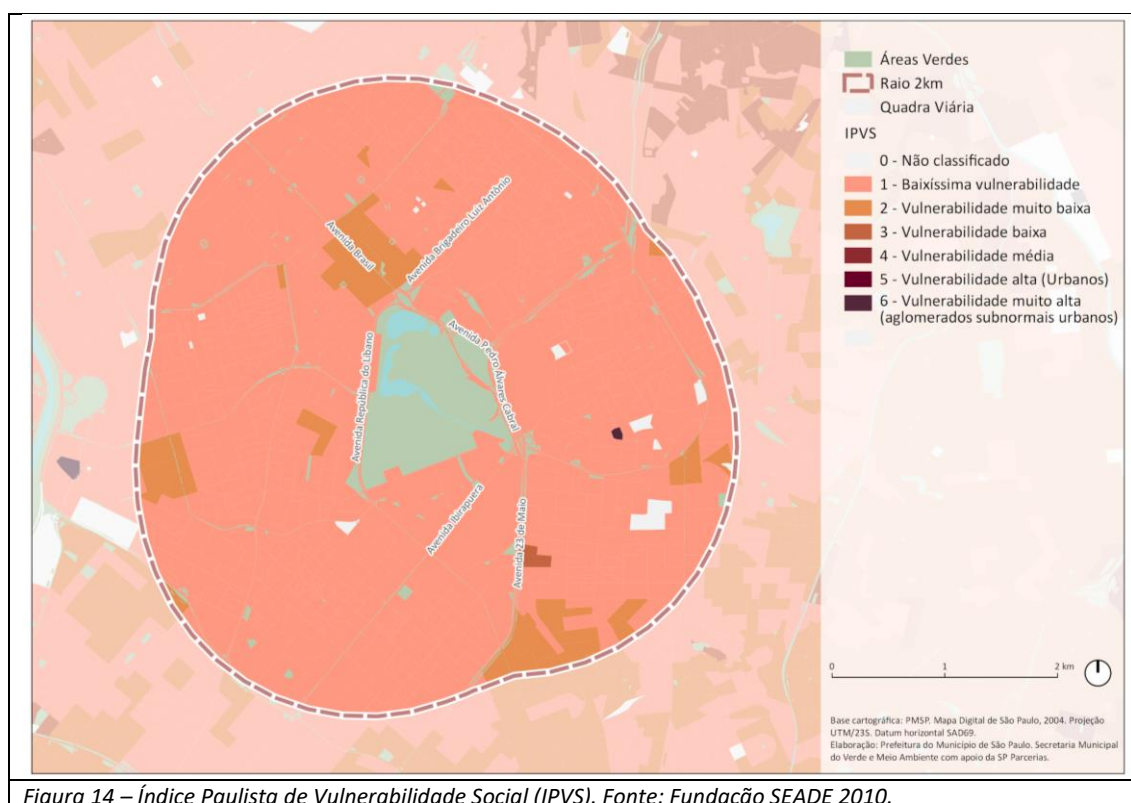 Áreas Verdes
Raio 2km
Quadra Viária
IPVS
0 - Não classificado
1 - Baixíssima vulnerabilidade
2 - Vulnerabilidade muito baixa
3 - Vulnerabilidade baixa
4 - Vulnerabilidade média
5 - Vulnerabilidade alta (Urbanos)
6 - Vulnerabilidade muito alta
(aglomerados subnormais urbanos)
Avenida Brasil
Avenida Brigadeiro Luiz Antônio
Avenida República do Líbano
Avenida Pedro Álvares Cabral
Avenida Ibirapuera
Avenida 23 de Maio
0 1 2 km
Base cartográfica: PMSP. Mapa Digital de São Paulo, 2004. Projeção
UTM/23S. Datum horizontal SAD69.
Elaboração: Prefeitura do Município de São Paulo. Secretaria Municipal
do Verde e Meio Ambiente com apoio da SP Parcerias.
Figura 14 – Índice Paulista de Vulnerabilidade Social (IPVS). Fonte: Fundação SEADE 2010.